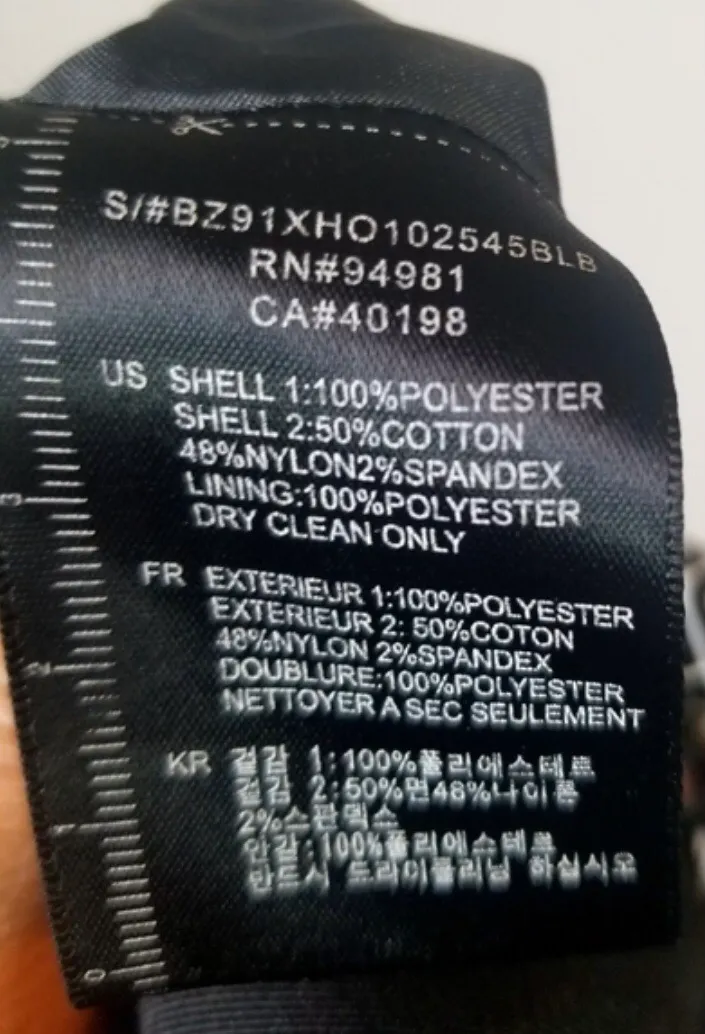 S/#BZ91XHO102545BLB
RN#94981
CA#40198
US SHELL 1:100%POLYESTER
SHELL 2:50%COTTON
48%NYLON2%SPANDEX
LINING:100%POLYESTER
DRY CLEAN ONLY
FR EXTERIEUR 1:100%POLYESTER
EXTERIEUR 2: 50%COTON
48%NYLON 2%SPANDEX
DOUBLURE:100%POLYESTER
NETTOYER A SEC SEULEMENT
KR 겉감 1:100%폴리에스테르
겉감 2:50%면48%나이론
2%스판덱스
안감:100%폴리에스테르
반드시 드라이클리닝 하십시오
3
2
1
0